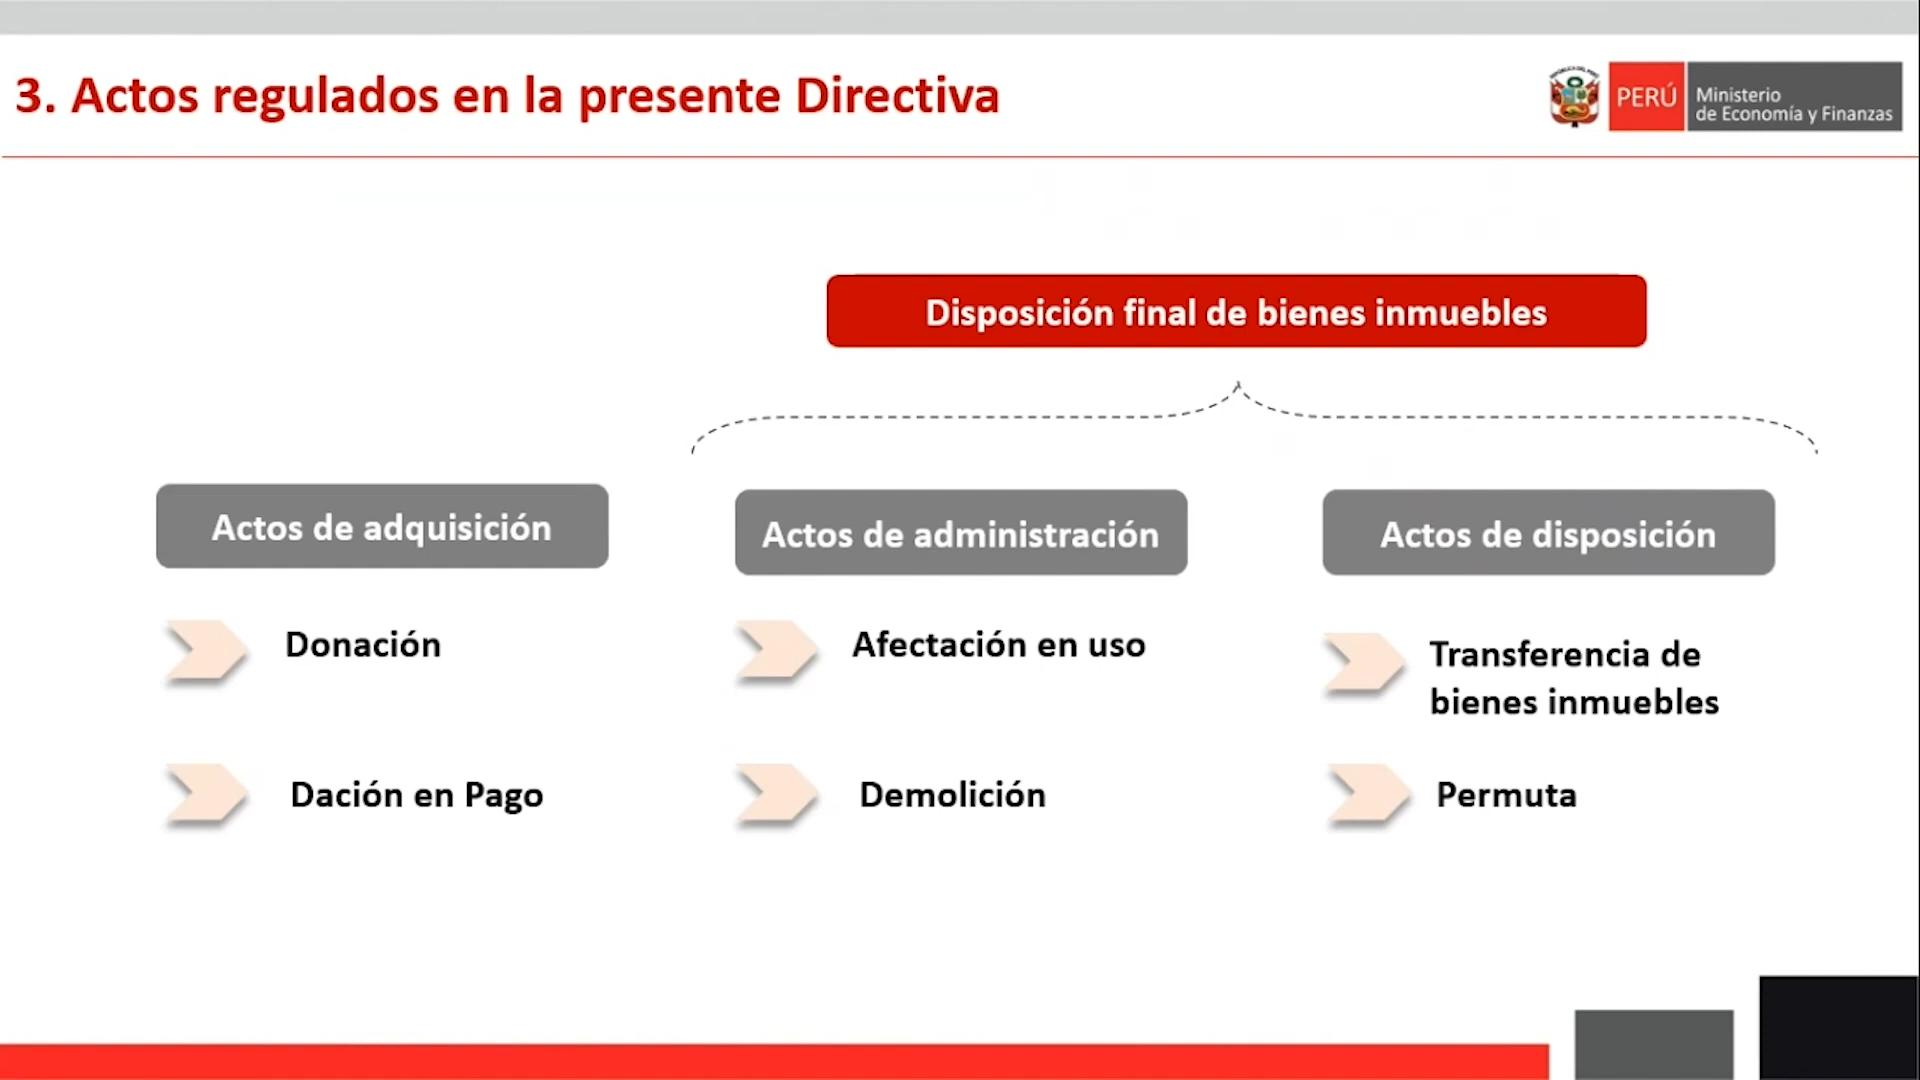 3. Actos regulados en la presente Directiva
PERÚ
Ministerio
de Economía y Finanzas
Disposición final de bienes inmuebles
Actos de adquisición
Donación
Dación en Pago
Actos de administración
Afectación en uso
Demolición
Actos de disposición
Transferencia de
bienes inmuebles
Permuta